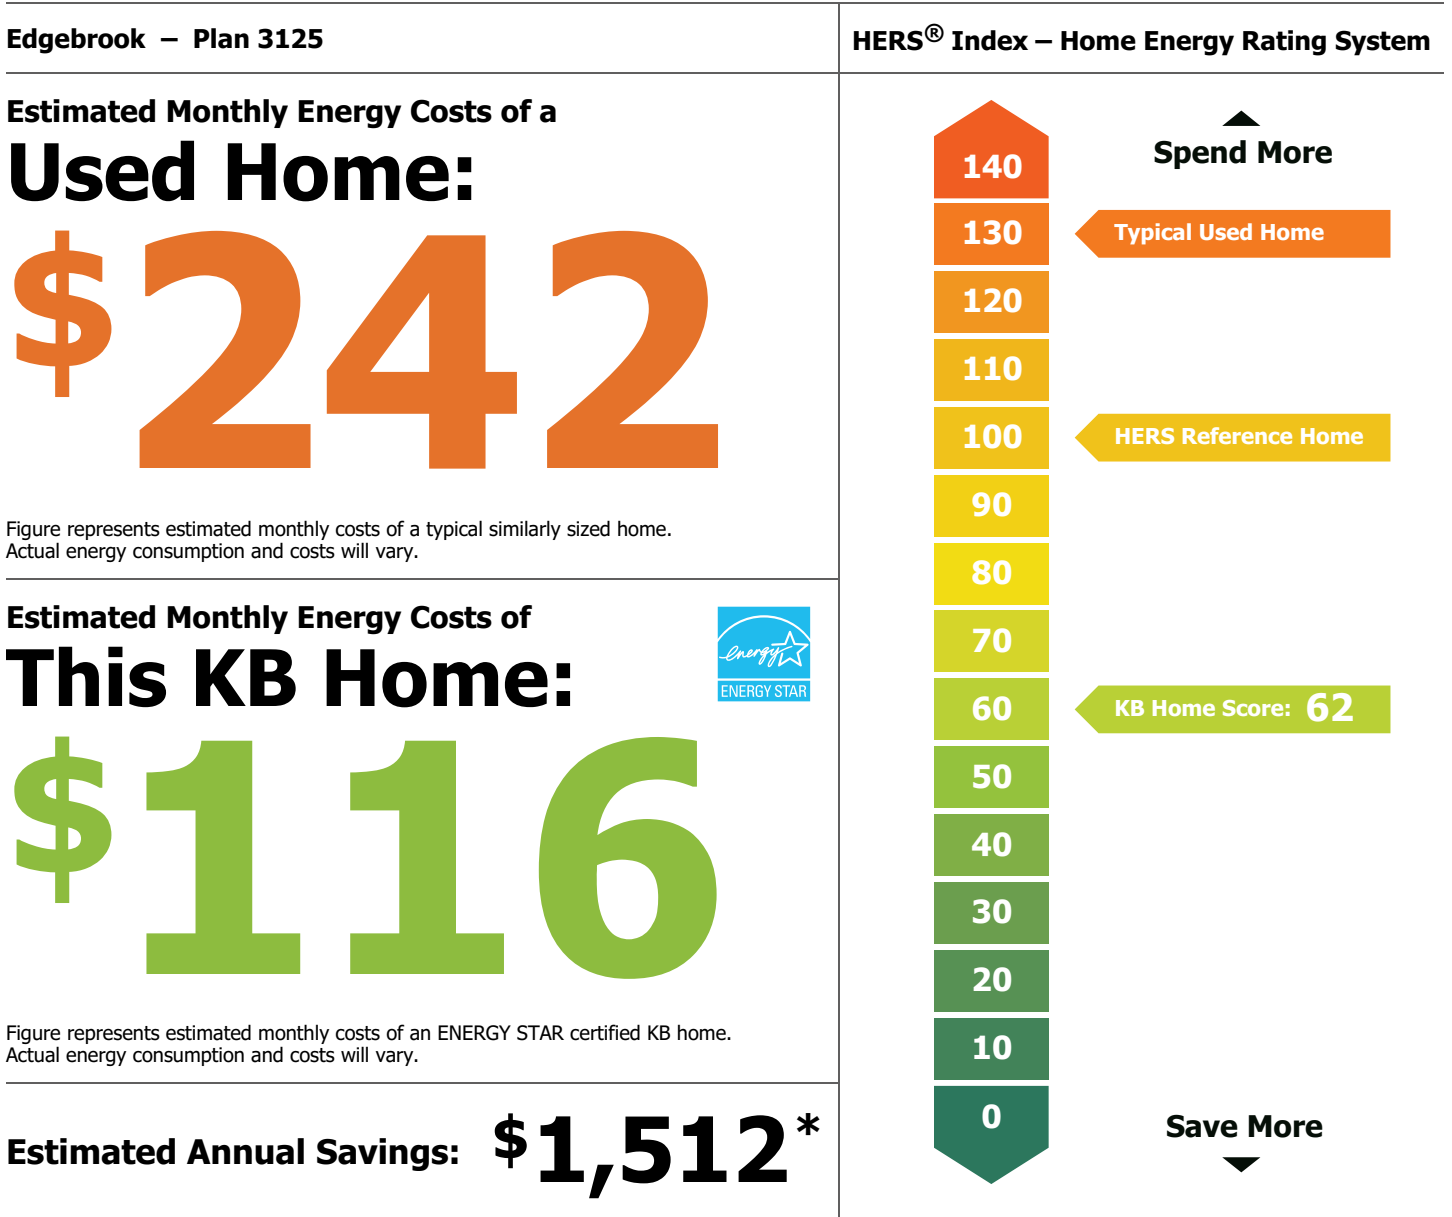 Edgebrook – Plan 3125
Estimated Monthly Energy Costs of a
Used Home:
$242
Figure represents estimated monthly costs of a typical similarly sized home.
Actual energy consumption and costs will vary.
Estimated Monthly Energy Costs of
This KB Home:
energy
ENERGY STAR
$116
Figure represents estimated monthly costs of an ENERGY STAR certified KB home.
Actual energy consumption and costs will vary.
Estimated Annual Savings: $1,512*
HERS® Index – Home Energy Rating System
Spend More
140
130 Typical Used Home
120
110
100 HERS Reference Home
90
80
70
60 KB Home Score: 62
50
40
30
20
10
0
Save More